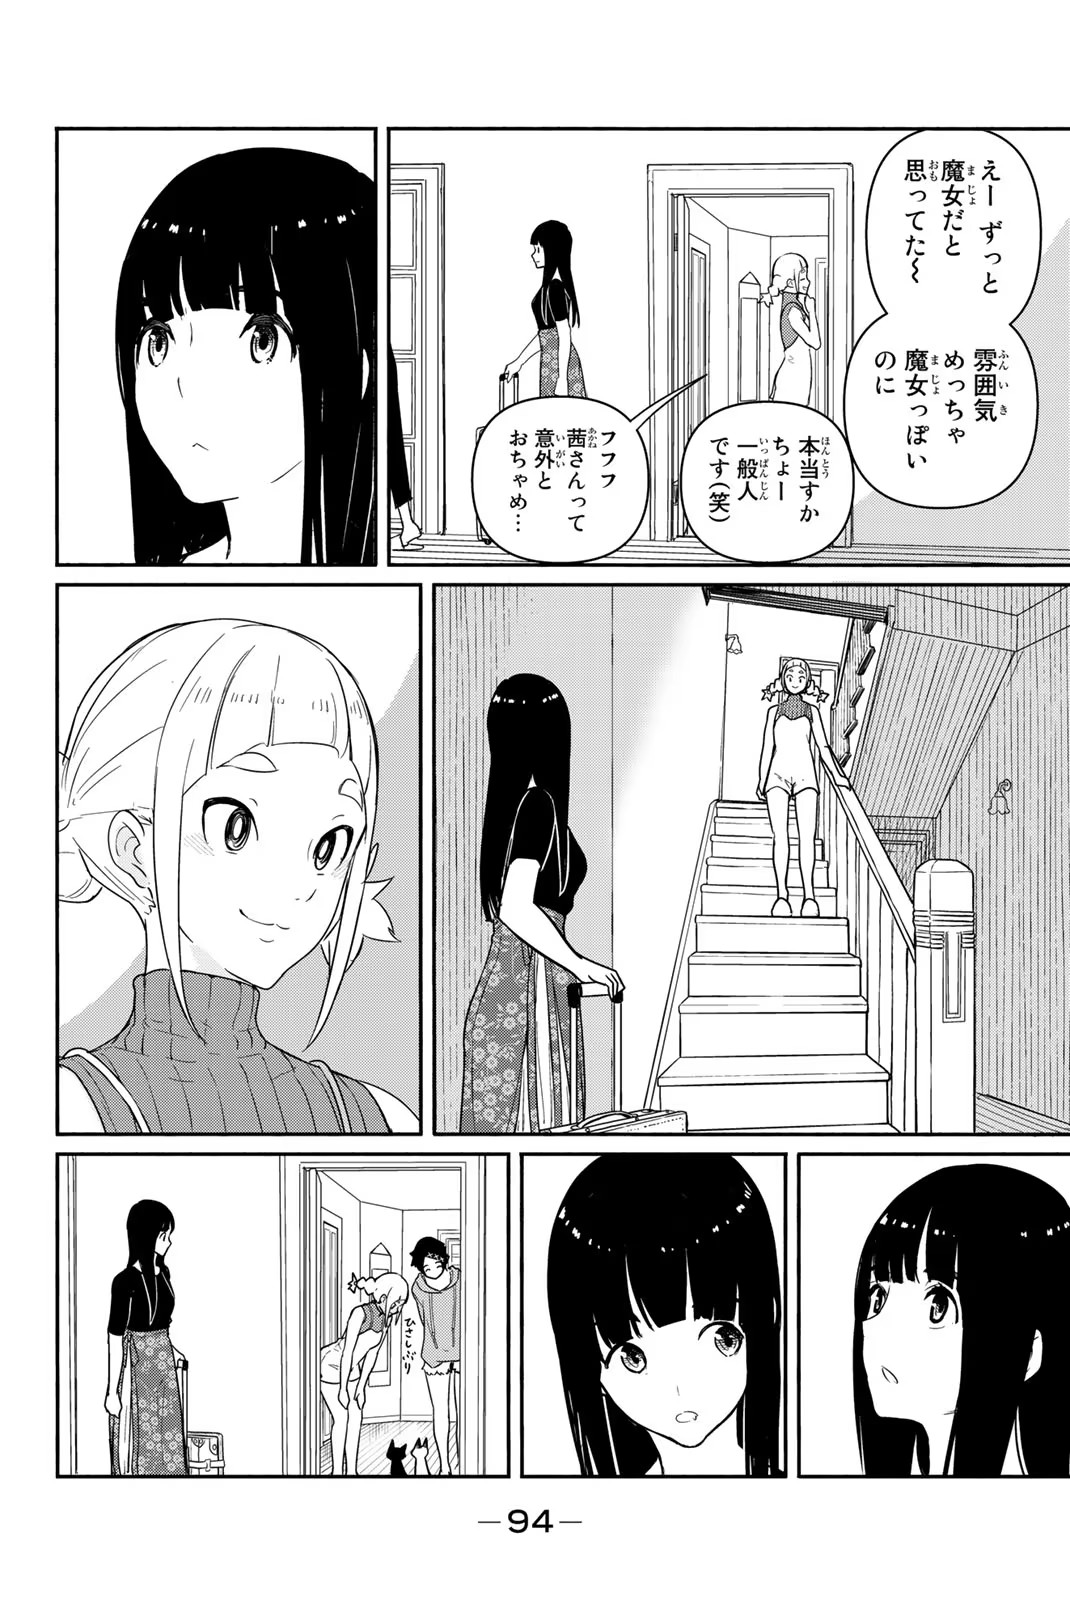 えー ずっと
魔女だと
思ってた〜
雰囲気
めっちゃ
魔女っぽい
のに
本当すか
ちょー
一般人
です(笑)
フフフ
茜さんって
意外と
おちゃめ…
ひさしぶり
—94—